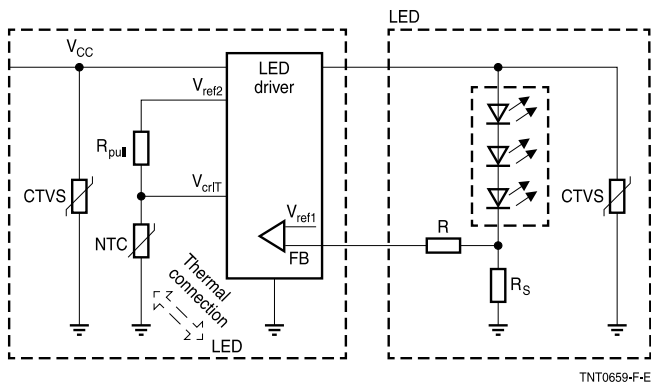 LED
VCC
LED
driver
Vref2
Rpull
VcrlT
CTVS
NTC
Vref1
FB
R
CTVS
RS
Thermal
connection
LED
TNT0659-F-E